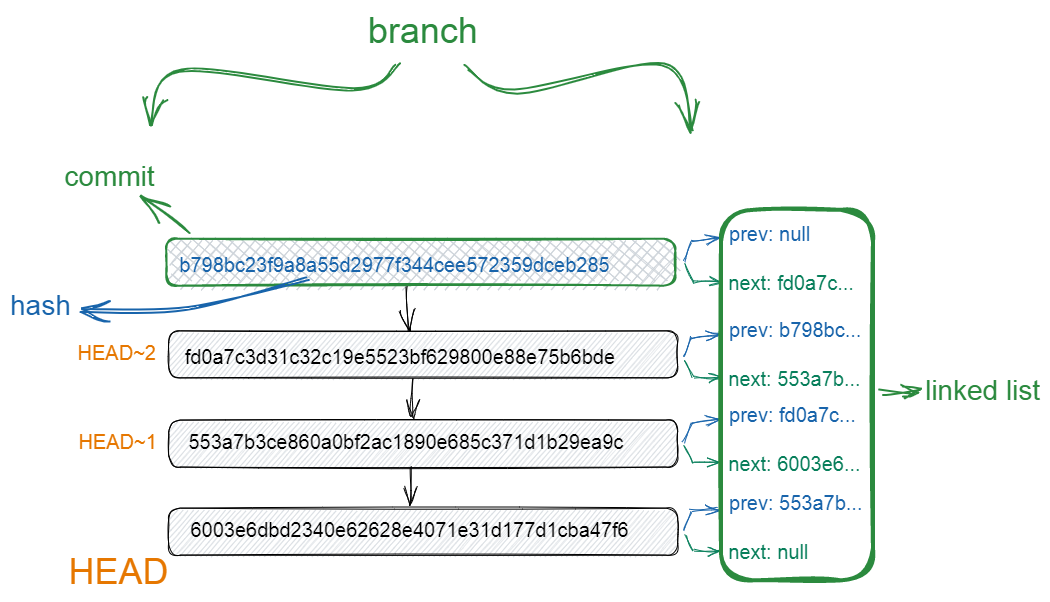 branch
commit
b798bc23f9a8a55d2977f344cee572359dceb285
prev: null
next: fd0a7c...
hash
HEAD~2
fd0a7c3d31c32c19e5523bf629800e88e75b6bde
prev: b798bc...
next: 553a7b...
linked list
HEAD~1
553a7b3ce860a0bf2ac1890e685c371d1b29ea9c
prev: fd0a7c...
next: 6003e6...
6003e6dbd2340e62628e4071e31d177d1cba47f6
prev: 553a7b...
next: null
HEAD